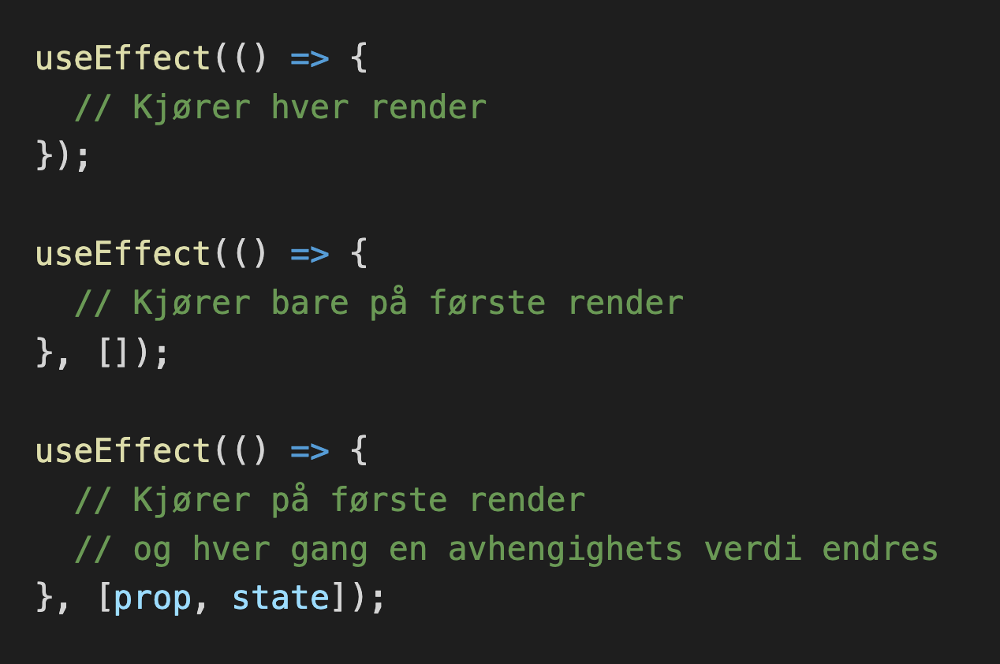 useEffect(() => {
  // Kjører hver render
});
useEffect(() => {
  // Kjører bare på første render
}, []);
useEffect(() => {
  // Kjører på første render
  // og hver gang en avhengighets verdi endres
}, [prop, state]);